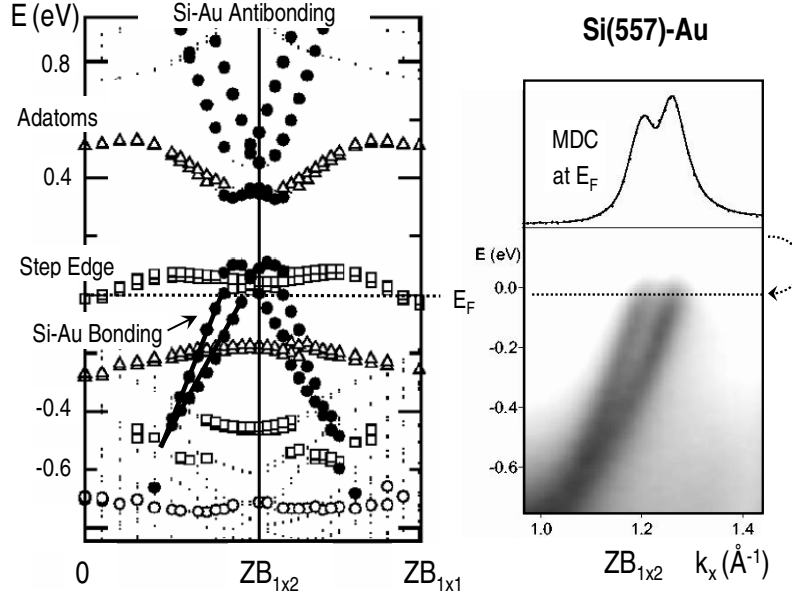 E (eV)
Si-Au Antibonding
0.8
Adatoms
0.4
Step Edge
E_F
Si-Au Bonding
-0.4
-0.6
0
ZB_1x2
ZB_1x1
Si(557)-Au
MDC
at E_F
E (eV)
0.0
-0.2
-0.4
-0.6
1.0
1.2
1.4
ZB_1x2
k_x (Å⁻¹)